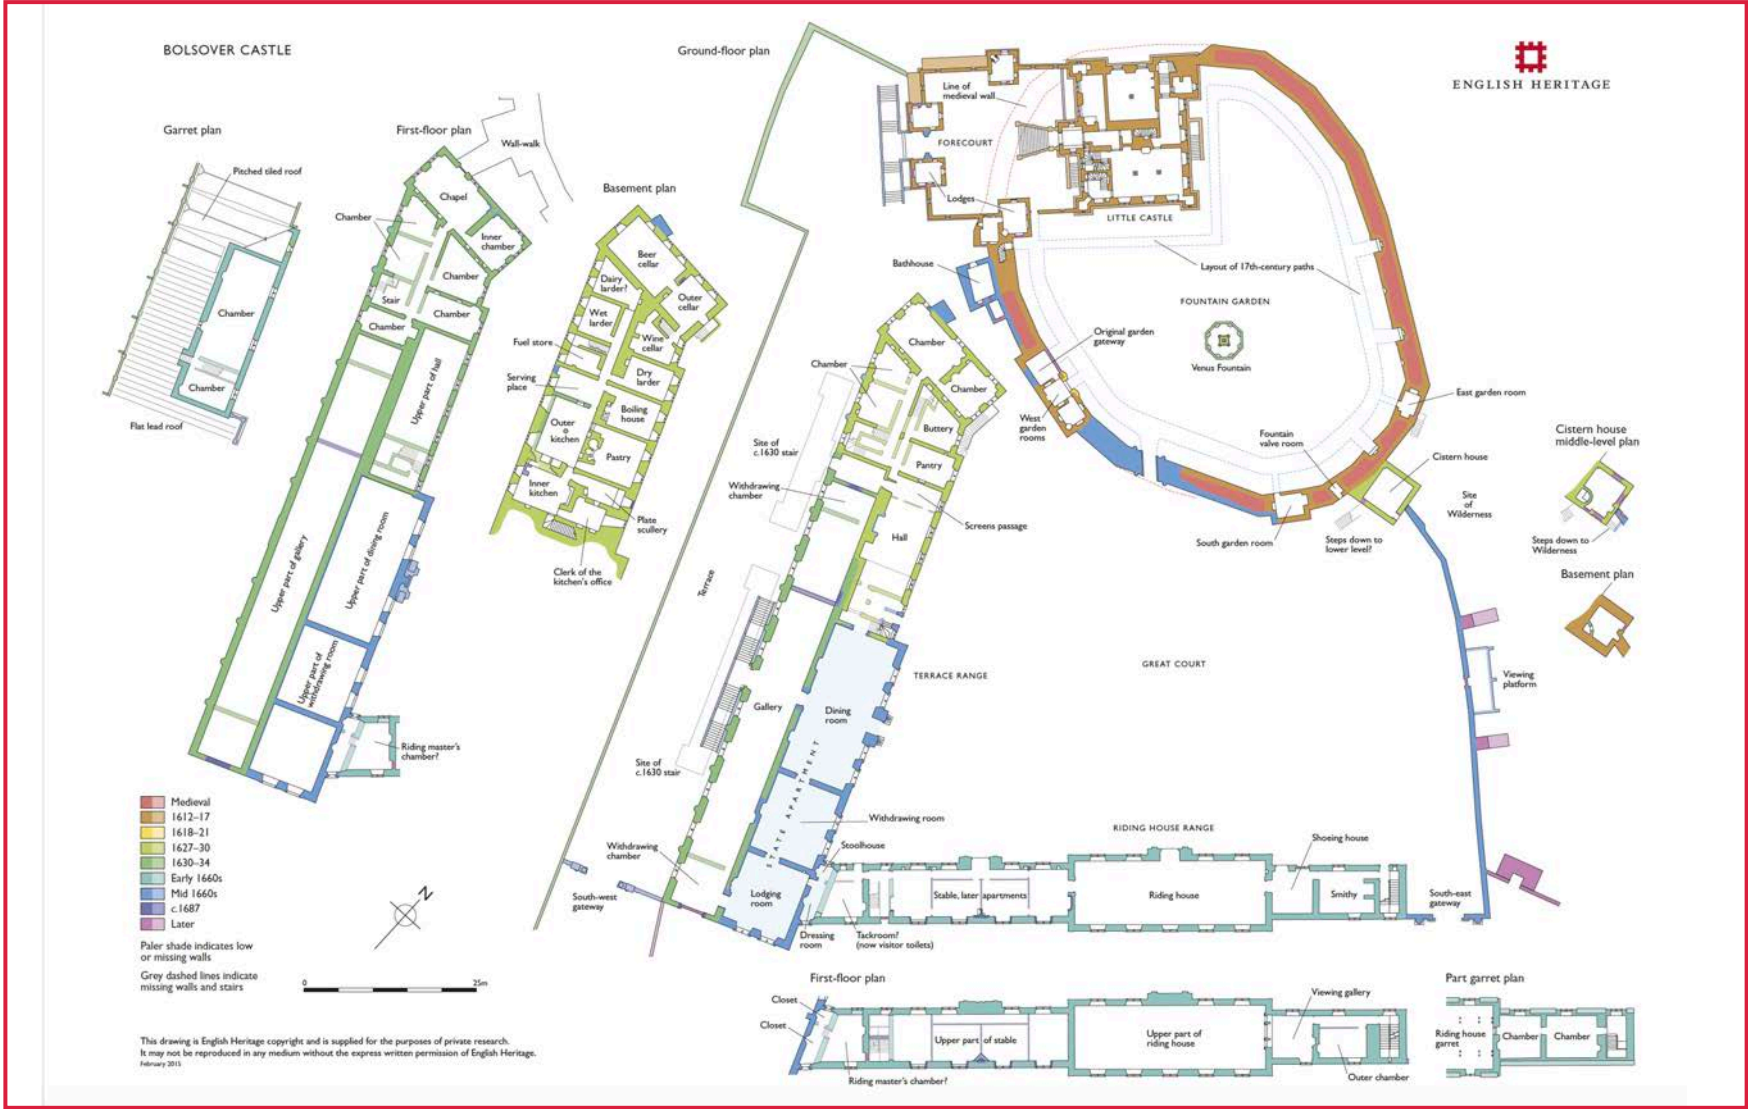 BOLSOVER CASTLE
Ground-floor plan
ENGLISH HERITAGE
Garret plan
Pitched tiled roof
Chamber
Chamber
Flat lead roof
First-floor plan
Wall-walk
Chapel
Chamber
Inner
chamber
Chamber
Stair
Chamber
Chamber
Upper part of hall
Upper part of gallery
Upper part of dining room
Upper part of
withdrawing room
Riding master's
chamber?
Basement plan
Beer
cellar
Dairy
larder?
Outer
cellar
Wet
larder
Wine
cellar
Fuel store
Dry
larder
Serving
place
Boiling
house
Outer
kitchen
Pastry
Inner
kitchen
Plate
scullery
Clerk of the
kitchen's office
Line of
medieval wall
FORECOURT
Lodges
LITTLE CASTLE
Bathhouse
Layout of 17th-century paths
FOUNTAIN GARDEN
Original garden
gateway
Venus Fountain
West
garden
rooms
East garden room
Fountain
valve room
Cistern house
South garden room
Steps down to
lower level?
Site
of
Wilderness
Cistern house
middle-level plan
Steps down to
Wilderness
Basement plan
Viewing
platform
GREAT COURT
Chamber
Chamber
Chamber
Buttery
Pantry
Site of
c.1630 stair
Withdrawing
chamber
Screens passage
Hall
Terrace
TERRACE RANGE
Gallery
Dining
room
Site of
c.1630 stair
STATE APARTMENT
Withdrawing room
Withdrawing
chamber
Stoolhouse
Lodging
room
South-west
gateway
Dressing
room
Tackroom?
(now visitor toilets)
RIDING HOUSE RANGE
Stable, later apartments
Riding house
Shoeing house
Smithy
South-east
gateway
Medieval
1612–17
1618–21
1627–30
1630–34
Early 1660s
Mid 1660s
c.1687
Later
Paler shade indicates low
or missing walls
Grey dashed lines indicate
missing walls and stairs
N
0 25m
First-floor plan
Closet
Closet
Upper part of stable
Riding master's chamber?
Upper part of
riding house
Viewing gallery
Outer chamber
Part garret plan
Riding house
garret
Chamber
Chamber
This drawing is English Heritage copyright and is supplied for the purposes of private research.
It may not be reproduced in any medium without the express written permission of English Heritage.
February 2015